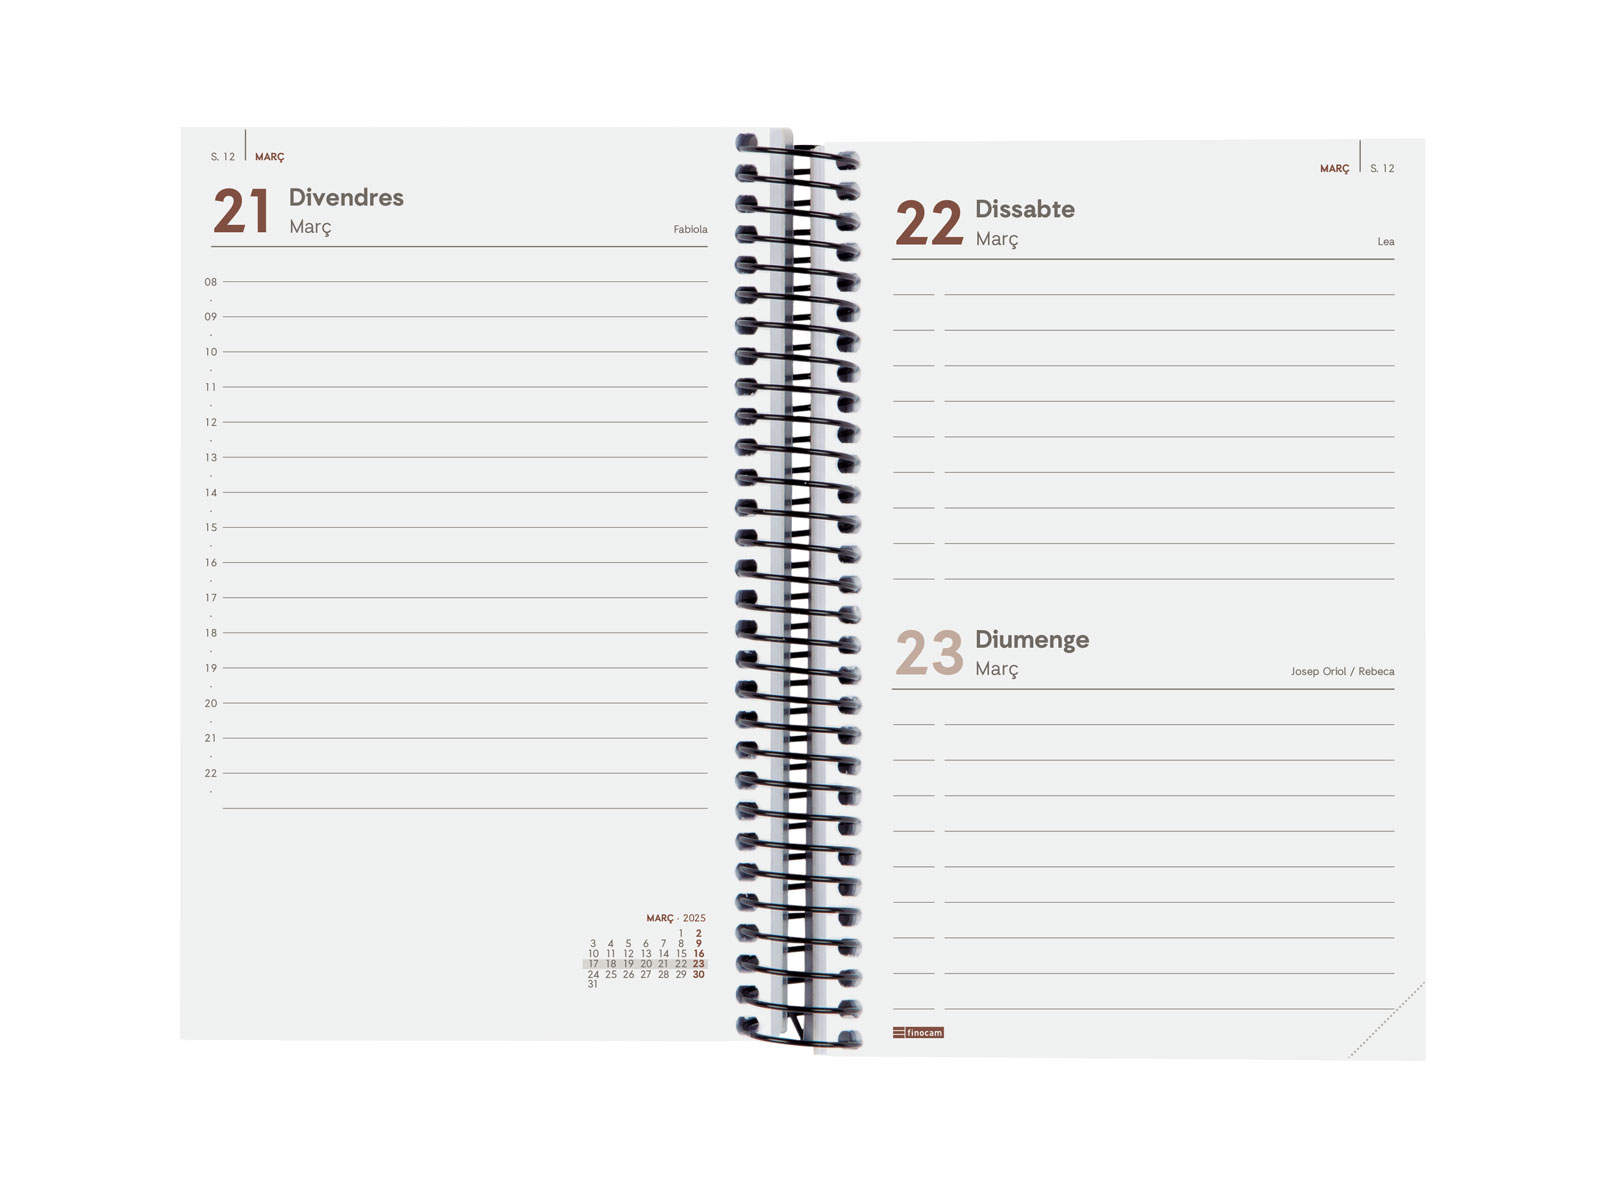 S. 12 MARÇ
21 Divendres
Març
Fabiola
08
09
10
11
12
13
14
15
16
17
18
19
20
21
22
MARÇ · 2025
1 2
3 4 5 6 7 8 9
10 11 12 13 14 15 16
17 18 19 20 21 22 23
24 25 26 27 28 29 30
31
MARÇ S. 12
22 Dissabte
Març
Lea
23 Diumenge
Març
Josep Oriol / Rebeca
finocam